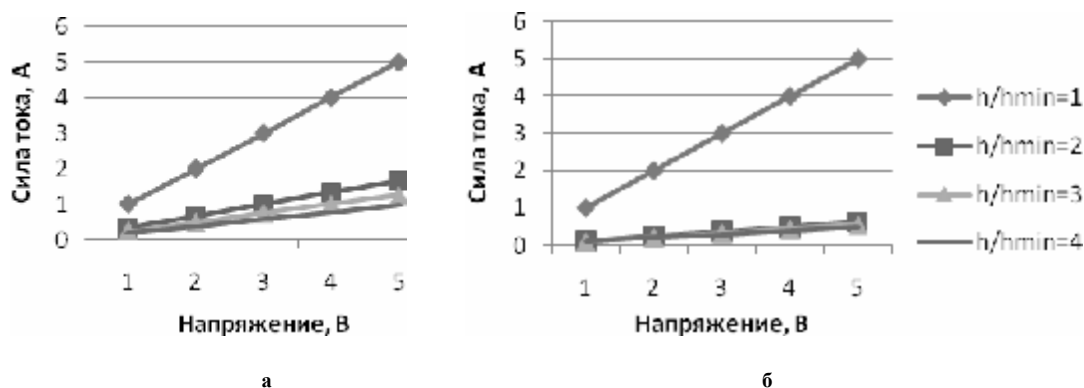 Сила тока, А
6
5
4
3
2
1
0
1 2 3 4 5
Напряжение, В
а
Сила тока, А
6
5
4
3
2
1
0
1 2 3 4 5
Напряжение, В
б
h/hmin=1
h/hmin=2
h/hmin=3
h/hmin=4